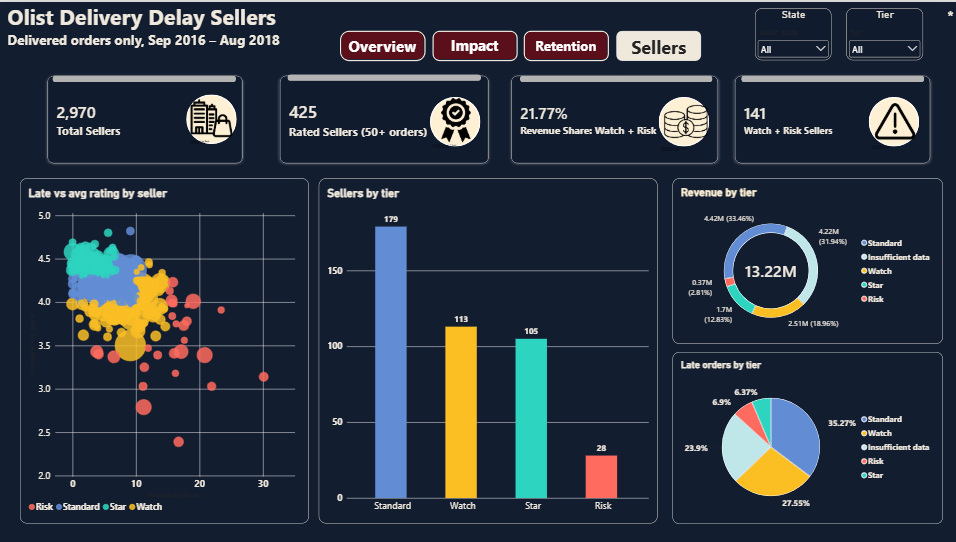 Olist Delivery Delay Sellers
Delivered orders only, Sep 2016 – Aug 2018
Overview
Impact
Retention
Sellers
State
All
Tier
All
*
2,970
Total Sellers
425
Rated Sellers (50+ orders)
21.77%
Revenue Share: Watch + Risk
$
141
Watch + Risk Sellers
Late vs avg rating by seller
5.0
4.5
4.0
3.5
3.0
2.5
2.0
0
10
20
30
Risk
Standard
Star
Watch
Sellers by tier
150
100
50
0
179
113
105
28
Standard
Watch
Star
Risk
Revenue by tier
4.42M (33.46%)
4.22M
(31.94%)
0.37M
(2.81%)
1.7M
(12.83%)
2.51M (18.96%)
13.22M
Standard
Insufficient data
Watch
Star
Risk
Late orders by tier
6.37%
6.9%
35.27%
23.9%
27.55%
Standard
Watch
Insufficient data
Risk
Star